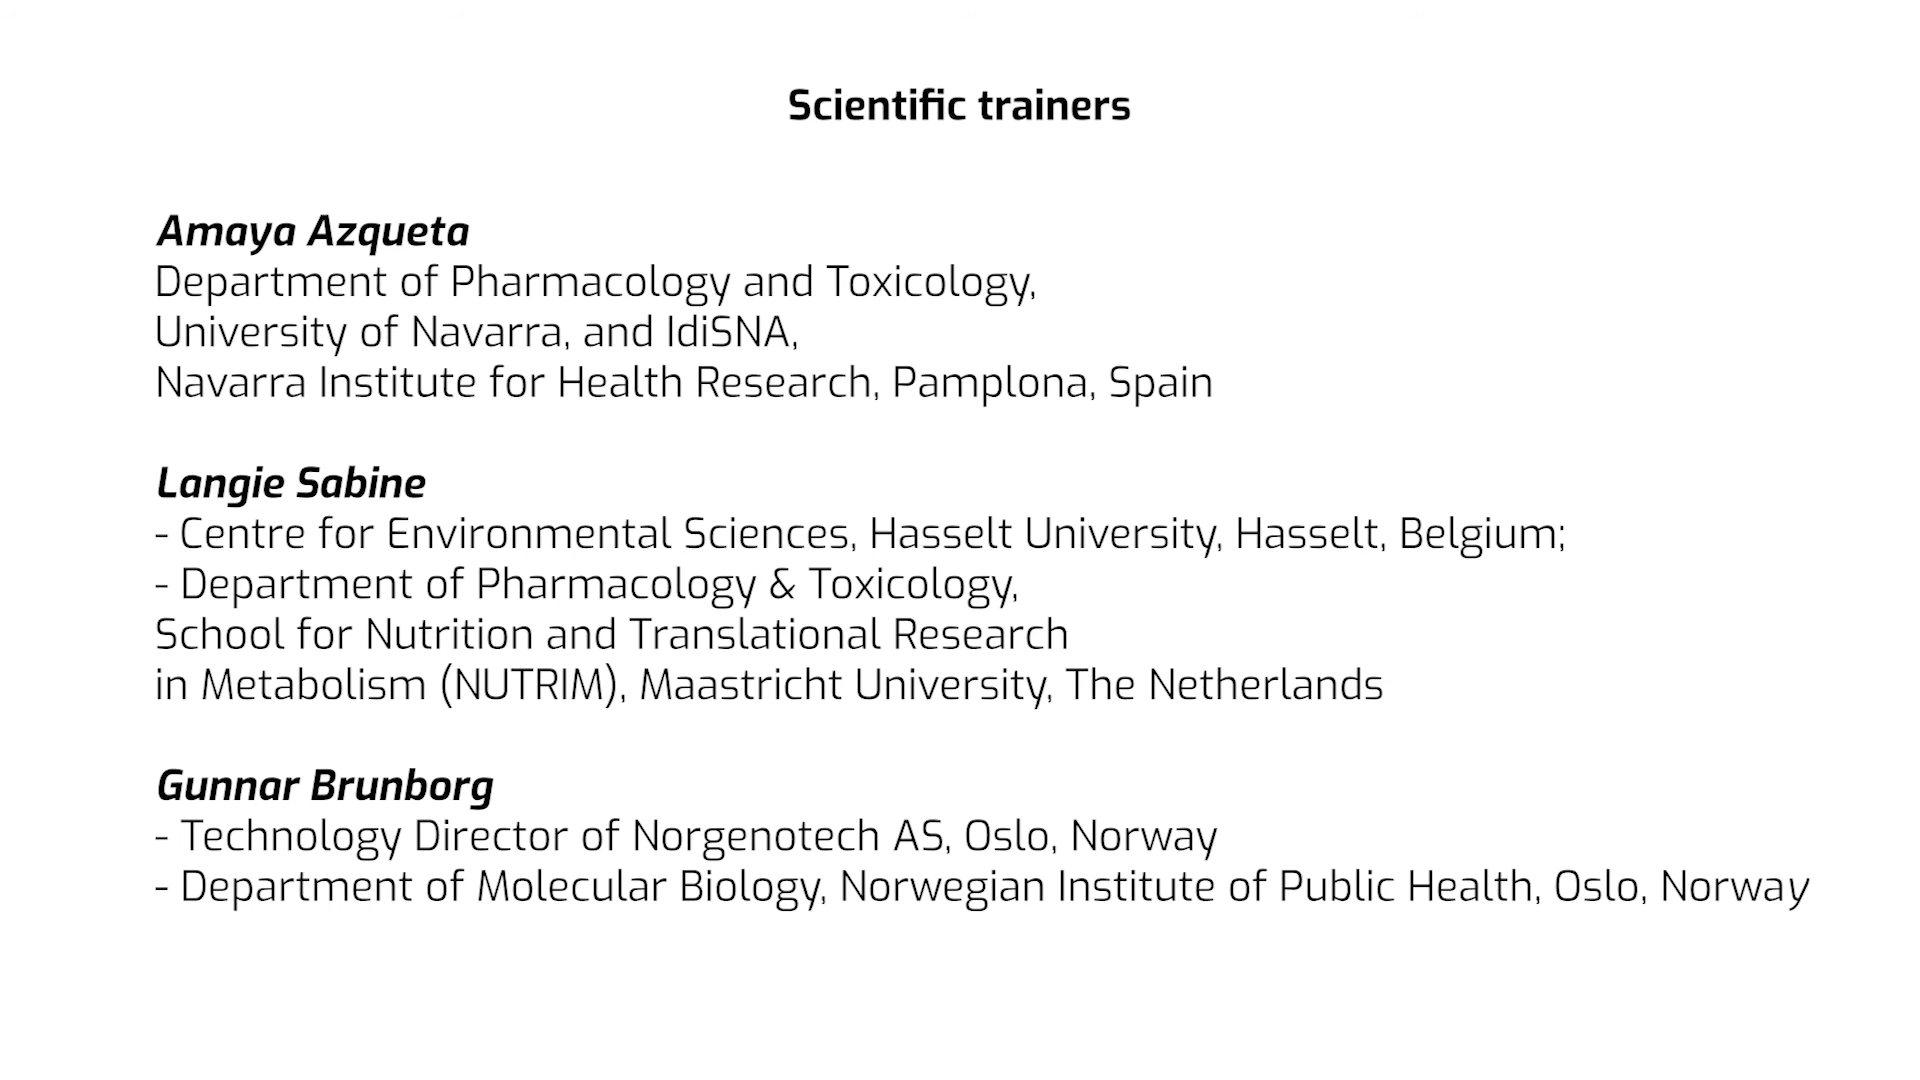 Scientific trainers
Amaya Azqueta
Department of Pharmacology and Toxicology,
University of Navarra, and IdiSNA,
Navarra Institute for Health Research, Pamplona, Spain
Langie Sabine
- Centre for Environmental Sciences, Hasselt University, Hasselt, Belgium;
- Department of Pharmacology & Toxicology,
School for Nutrition and Translational Research
in Metabolism (NUTRIM), Maastricht University, The Netherlands
Gunnar Brunborg
- Technology Director of Norgenotech AS, Oslo, Norway
- Department of Molecular Biology, Norwegian Institute of Public Health, Oslo, Norway